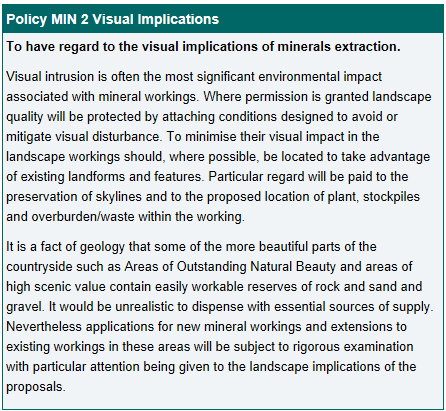 Policy MIN 2 Visual Implications
To have regard to the visual implications of minerals extraction.
Visual intrusion is often the most significant environmental impact
associated with mineral workings. Where permission is granted landscape
quality will be protected by attaching conditions designed to avoid or
mitigate visual disturbance. To minimise their visual impact in the
landscape workings should, where possible, be located to take advantage
of existing landforms and features. Particular regard will be paid to the
preservation of skylines and to the proposed location of plant, stockpiles
and overburden/waste within the working.
It is a fact of geology that some of the more beautiful parts of the
countryside such as Areas of Outstanding Natural Beauty and areas of
high scenic value contain easily workable reserves of rock and sand and
gravel. It would be unrealistic to dispense with essential sources of supply.
Nevertheless applications for new mineral workings and extensions to
existing workings in these areas will be subject to rigorous examination
with particular attention being given to the landscape implications of the
proposals.